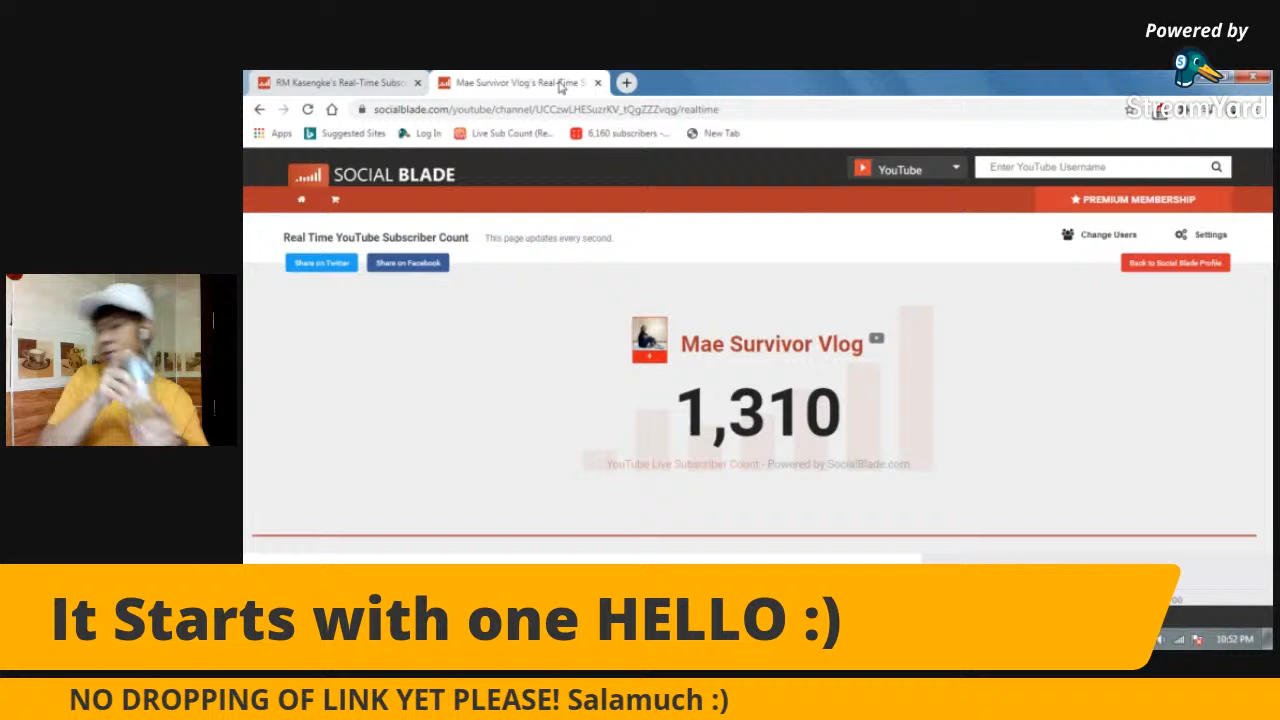 Powered by
StreamYard
RM Kasengke's Real-Time Subsc
Mae Survivor Vlog's Real-Time S
socialblade.com/youtube/channel/UCCzwLHESuzrKV_tQgZZZvqg/realtime
Apps
Suggested Sites
Log In
Live Sub Count (Re...
6,160 subscribers -...
New Tab
SOCIAL BLADE
YouTube
Enter YouTube Username
PREMIUM MEMBERSHIP
Real Time YouTube Subscriber Count
This page updates every second.
Change Users
Settings
Share on Twitter
Share on Facebook
Back to Social Blade Profile
Mae Survivor Vlog
1,310
YouTube Live Subscriber Count - Powered by SocialBlade.com
It Starts with one HELLO :)
10:52 PM
NO DROPPING OF LINK YET PLEASE! Salamuch :)